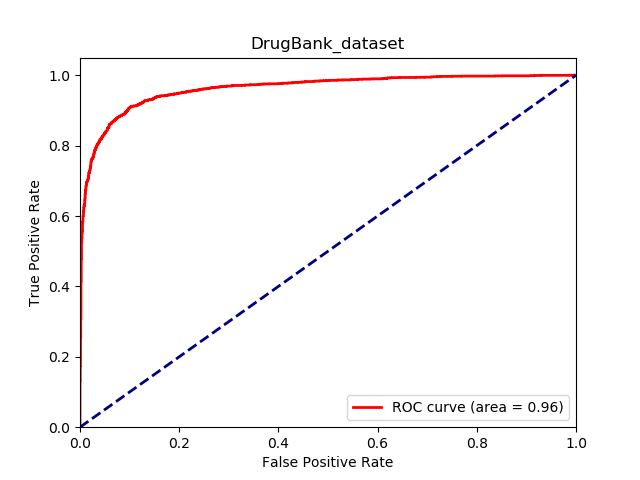 DrugBank_dataset
1.0
0.8
0.6
0.4
0.2
0.0
True Positive Rate
ROC curve (area = 0.96)
0.0 0.2 0.4 0.6 0.8 1.0
False Positive Rate